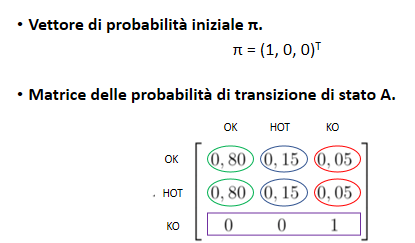 • Vettore di probabilità iniziale π.
π = (1, 0, 0)ᵀ
• Matrice delle probabilità di transizione di stato A.
OK HOT KO
OK 0,80 0,15 0,05
. HOT 0,80 0,15 0,05
KO 0 0 1